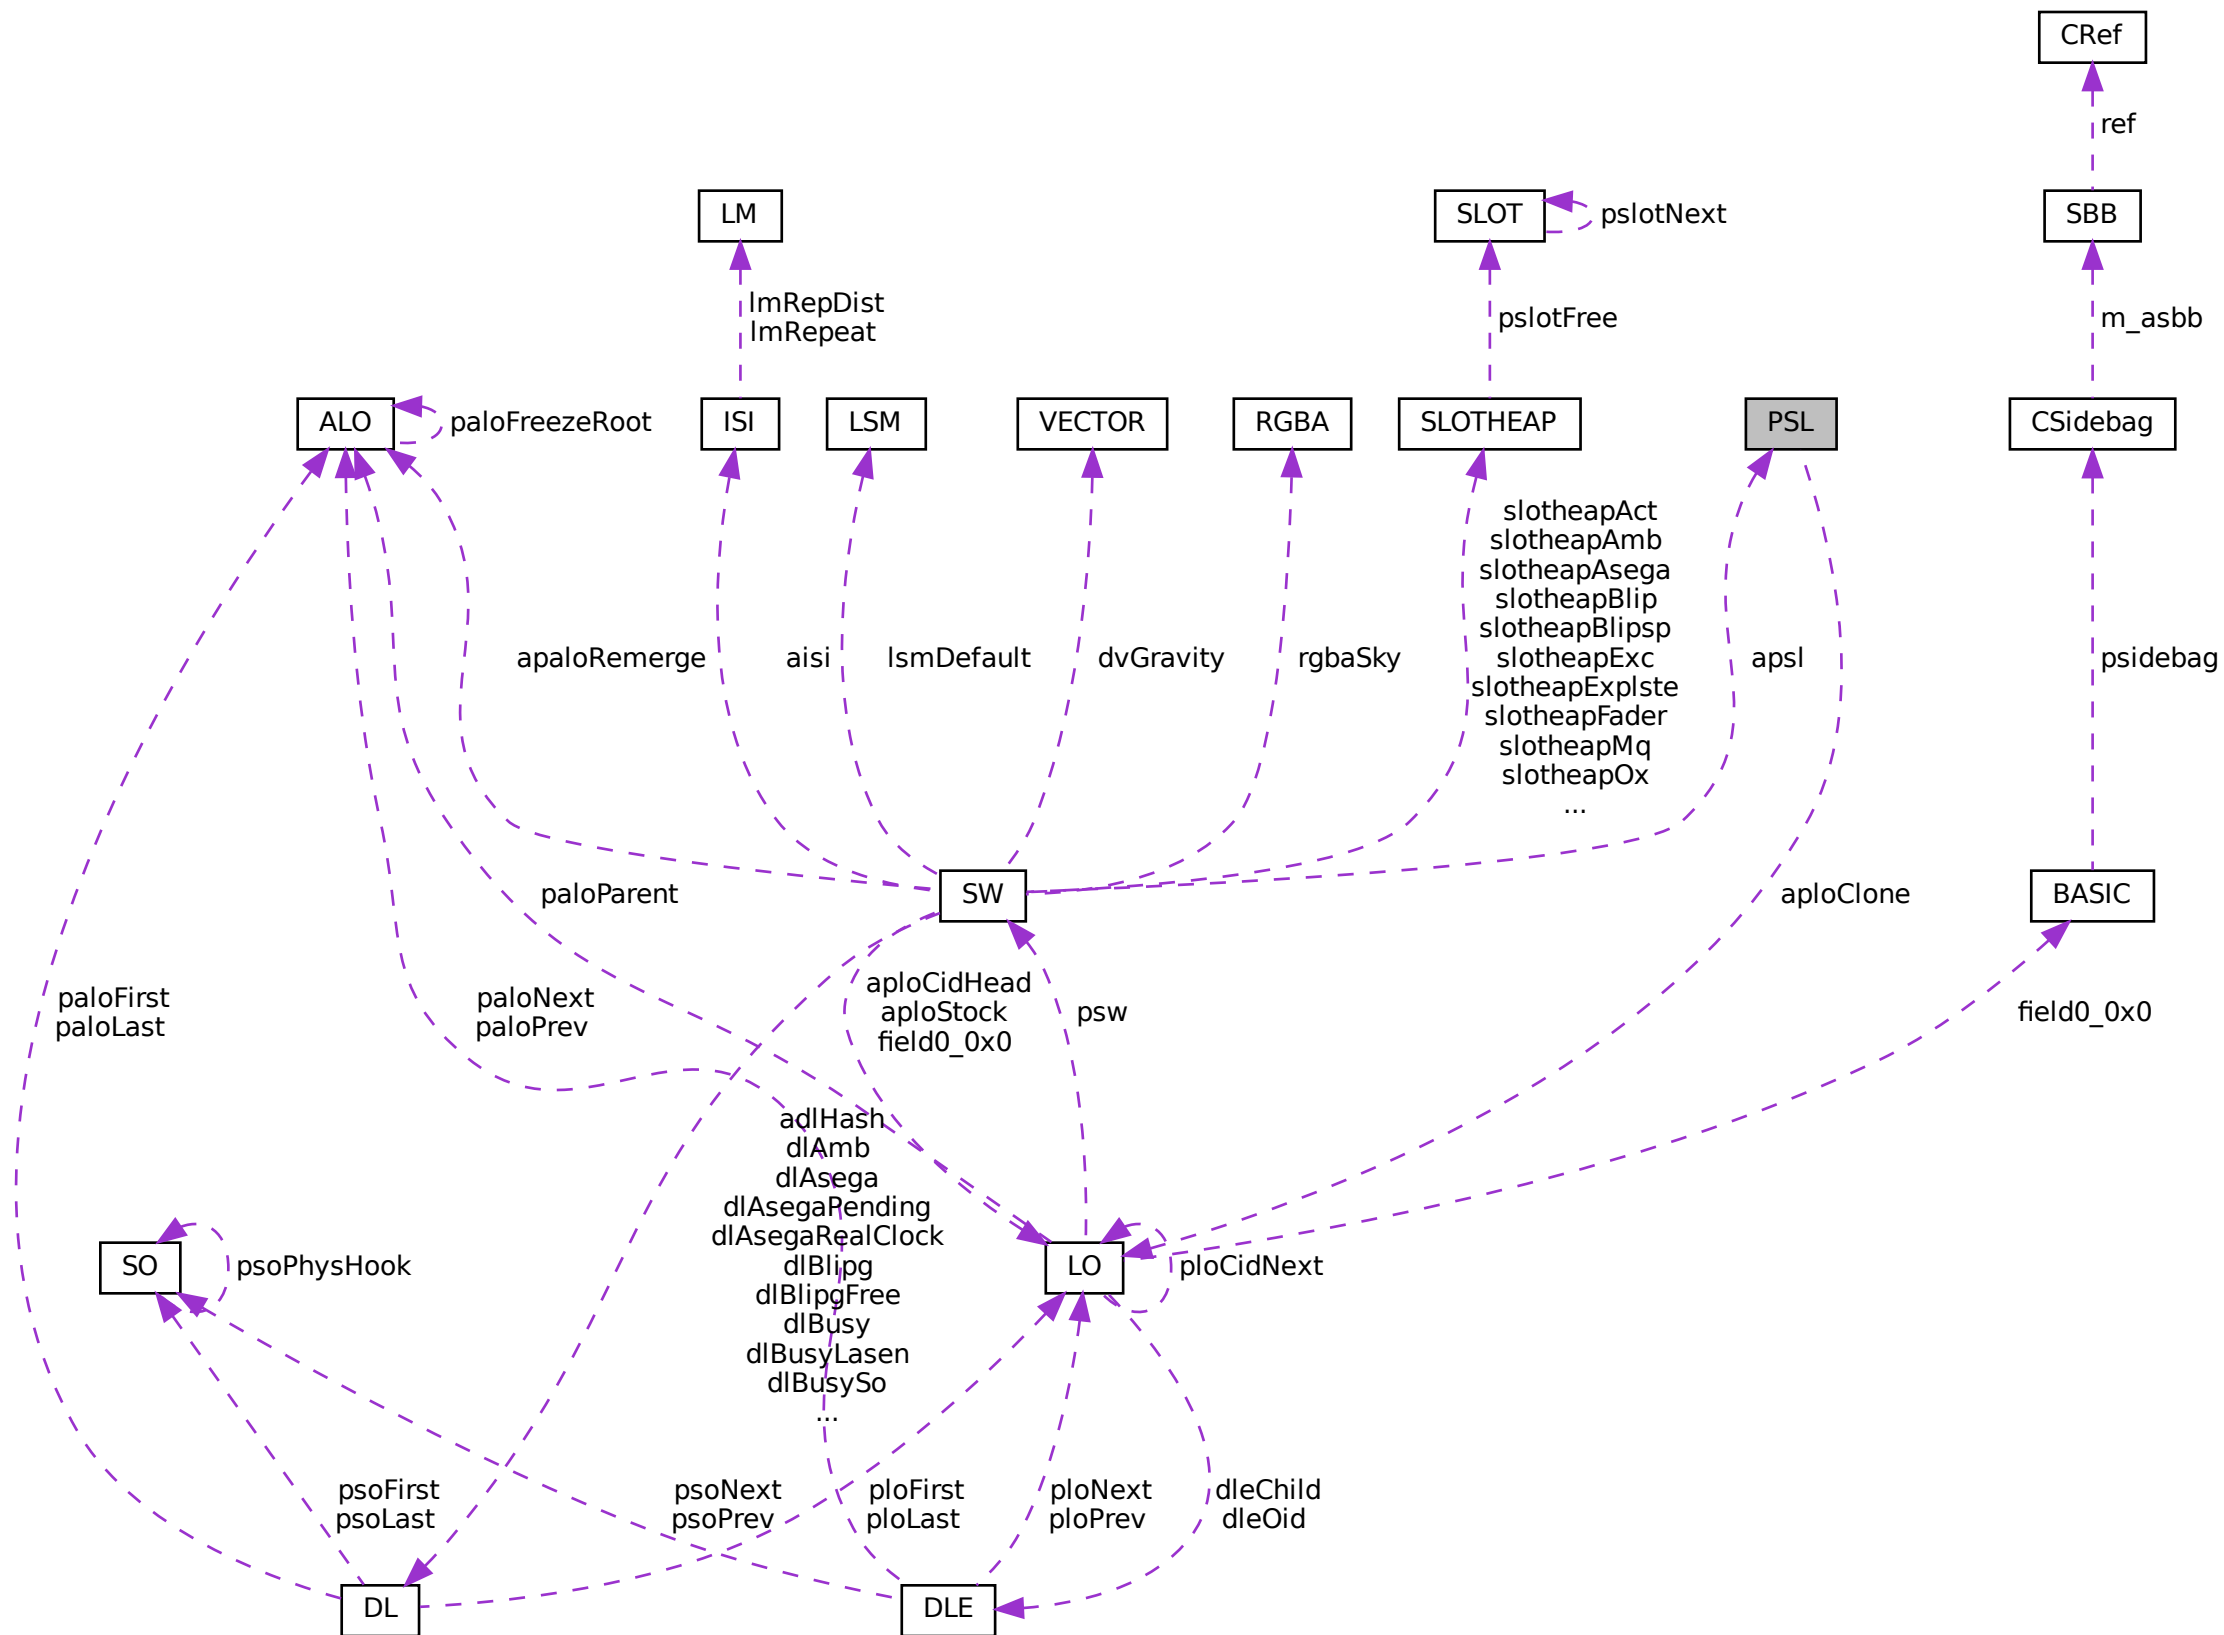 CRef
ref
LM
SLOT
pslotNext
SBB
lmRepDist
lmRepeat
pslotFree
m_asbb
ALO
paloFreezeRoot
ISI
LSM
VECTOR
RGBA
SLOTHEAP
PSL
CSidebag
slotheapAct
slotheapAmb
slotheapAsega
slotheapBlip
slotheapBlipsp
slotheapExc
slotheapExplste
slotheapFader
slotheapMq
slotheapOx
...
apaloRemerge
aisi
lsmDefault
dvGravity
rgbaSky
apsl
psidebag
paloParent
SW
aploClone
BASIC
paloFirst
paloLast
paloNext
paloPrev
aploCidHead
aploStock
field0_0x0
psw
field0_0x0
adlHash
dlAmb
dlAsega
dlAsegaPending
dlAsegaRealClock
dlBlipg
dlBlipgFree
dlBusy
dlBusyLasen
dlBusySo
...
SO
psoPhysHook
LO
ploCidNext
psoFirst
psoLast
psoNext
psoPrev
ploFirst
ploLast
ploNext
ploPrev
dleChild
dleOid
DL
DLE